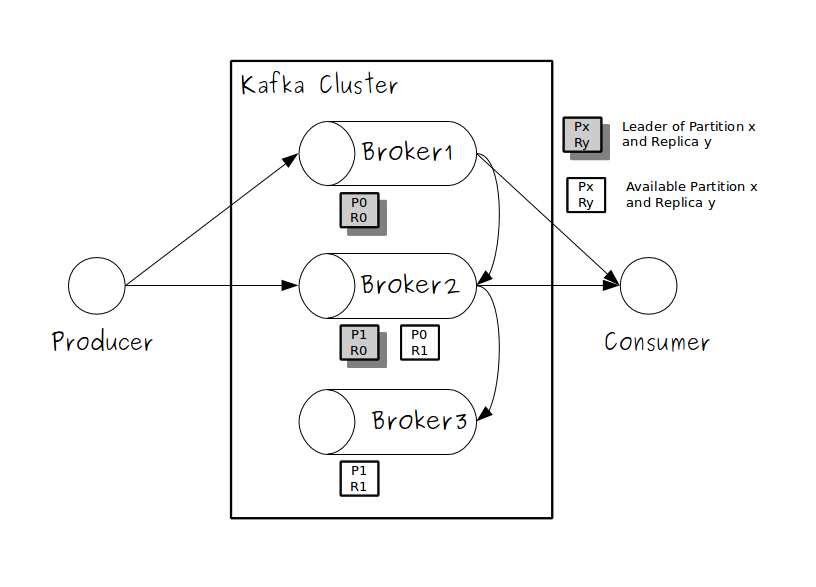 Kafka Cluster
Broker1
P0
R0
Px
Ry
Leader of Partition x
and Replica y
Px
Ry
Available Partition x
and Replica y
Producer
Broker2
P1
R0
P0
R1
Consumer
Broker3
P1
R1